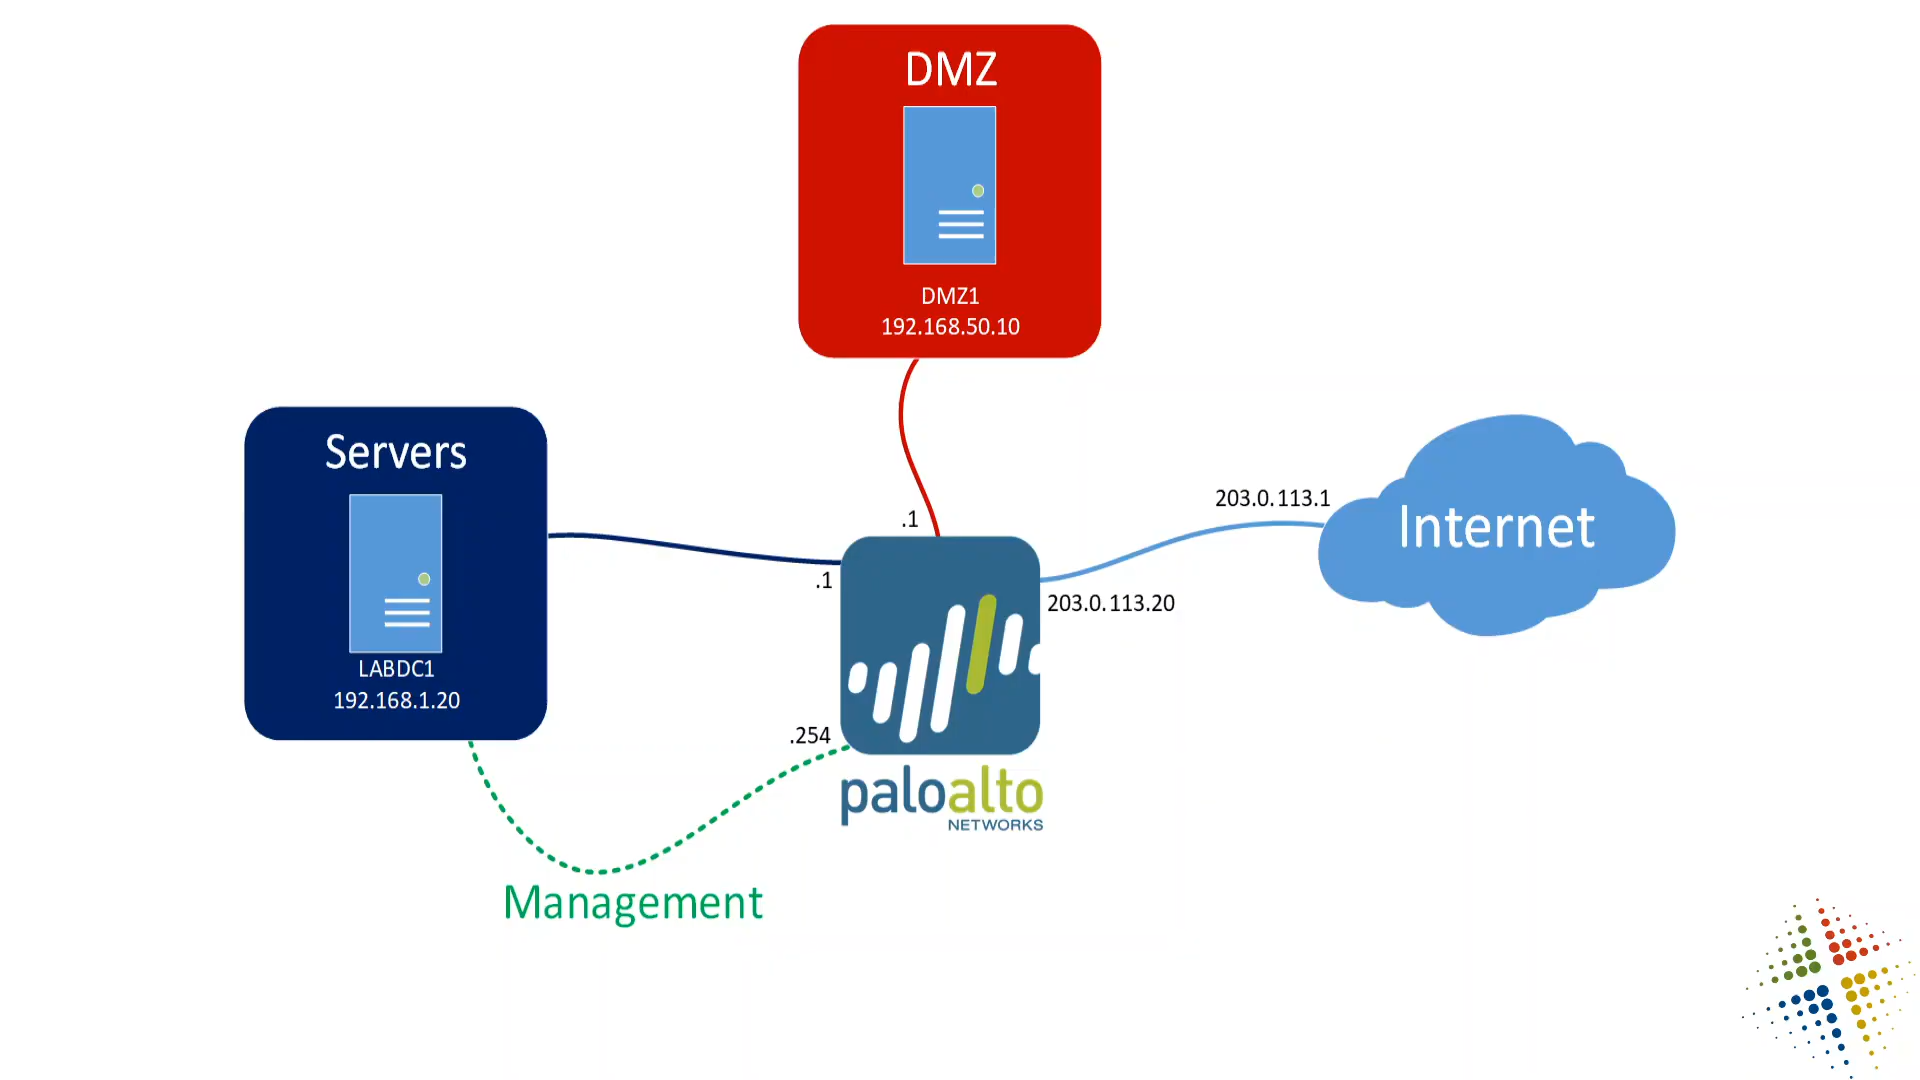 DMZ
DMZ1
192.168.50.10
Servers
LABDC1
192.168.1.20
.1
.1
.254
203.0.113.1
203.0.113.20
Internet
paloalto
NETWORKS
Management